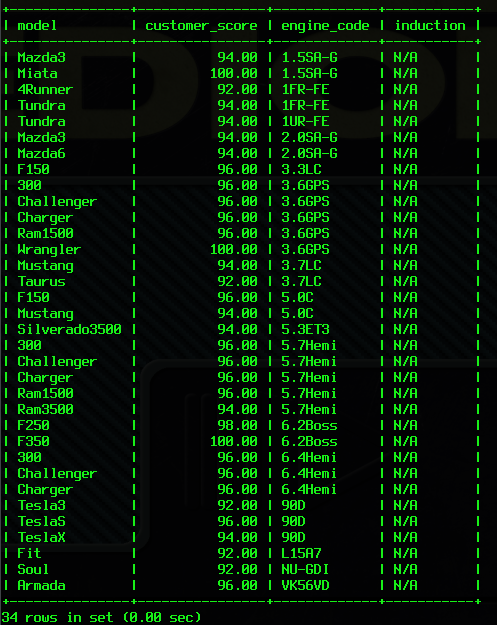 +---------------+----------------+-------------+-----------+
| model | customer_score | engine_code | induction |
+---------------+----------------+-------------+-----------+
| Mazda3 | 94.00 | 1.5SA-G | N/A |
| Miata | 100.00 | 1.5SA-G | N/A |
| 4Runner | 92.00 | 1FR-FE | N/A |
| Tundra | 94.00 | 1FR-FE | N/A |
| Tundra | 94.00 | 1UR-FE | N/A |
| Mazda3 | 94.00 | 2.0SA-G | N/A |
| Mazda6 | 94.00 | 2.0SA-G | N/A |
| F150 | 96.00 | 3.3LC | N/A |
| 300 | 96.00 | 3.6GPS | N/A |
| Challenger | 96.00 | 3.6GPS | N/A |
| Charger | 96.00 | 3.6GPS | N/A |
| Ram1500 | 96.00 | 3.6GPS | N/A |
| Wrangler | 100.00 | 3.6GPS | N/A |
| Mustang | 94.00 | 3.7LC | N/A |
| Taurus | 92.00 | 3.7LC | N/A |
| F150 | 96.00 | 5.0C | N/A |
| Mustang | 94.00 | 5.0C | N/A |
| Silverado3500 | 94.00 | 5.3ET3 | N/A |
| 300 | 96.00 | 5.7Hemi | N/A |
| Challenger | 96.00 | 5.7Hemi | N/A |
| Charger | 96.00 | 5.7Hemi | N/A |
| Ram1500 | 96.00 | 5.7Hemi | N/A |
| Ram3500 | 94.00 | 5.7Hemi | N/A |
| F250 | 98.00 | 6.2Boss | N/A |
| F350 | 100.00 | 6.2Boss | N/A |
| 300 | 96.00 | 6.4Hemi | N/A |
| Challenger | 96.00 | 6.4Hemi | N/A |
| Charger | 96.00 | 6.4Hemi | N/A |
| Tesla3 | 92.00 | 90D | N/A |
| TeslaS | 96.00 | 90D | N/A |
| TeslaX | 94.00 | 90D | N/A |
| Fit | 92.00 | L15A7 | N/A |
| Soul | 92.00 | NU-GDI | N/A |
| Armada | 96.00 | VK56VD | N/A |
+---------------+----------------+-------------+-----------+
34 rows in set (0.00 sec)